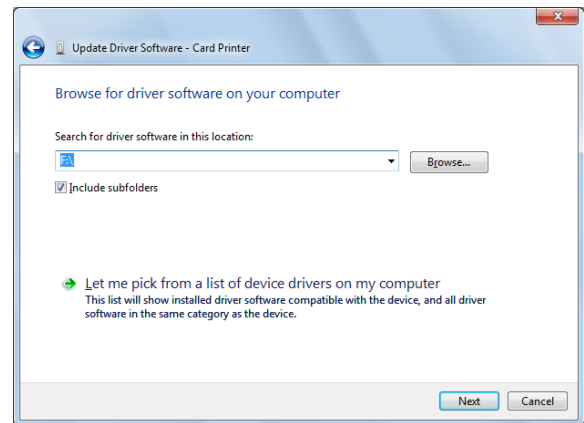 Update Driver Software - Card Printer
Browse for driver software on your computer
Search for driver software in this location:
F:\
Browse...
Include subfolders
Let me pick from a list of device drivers on my computer
This list will show installed driver software compatible with the device, and all driver
software in the same category as the device.
Next
Cancel